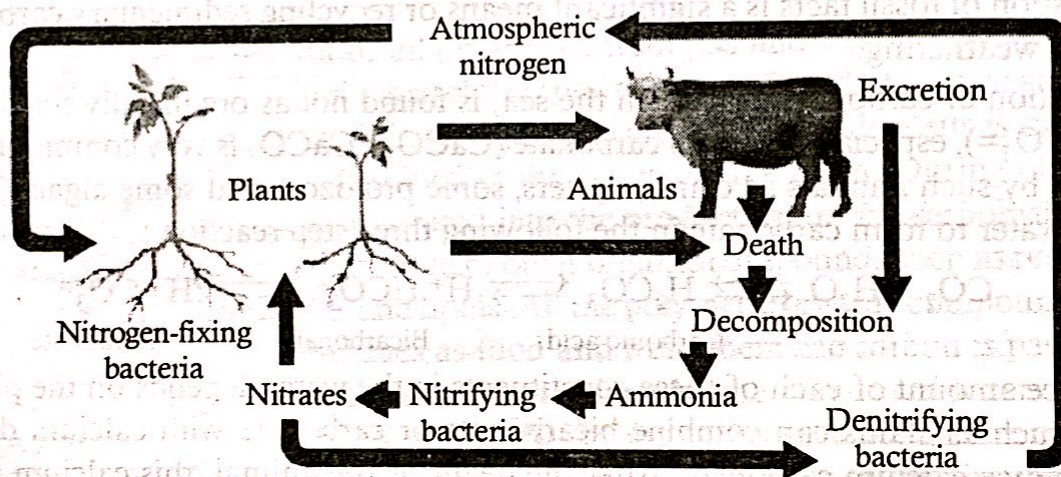 Atmospheric
nitrogen
Excretion
Plants
Animals
Death
Decomposition
Nitrogen-fixing
bacteria
Nitrates
Nitrifying
bacteria
Ammonia
Denitrifying
bacteria